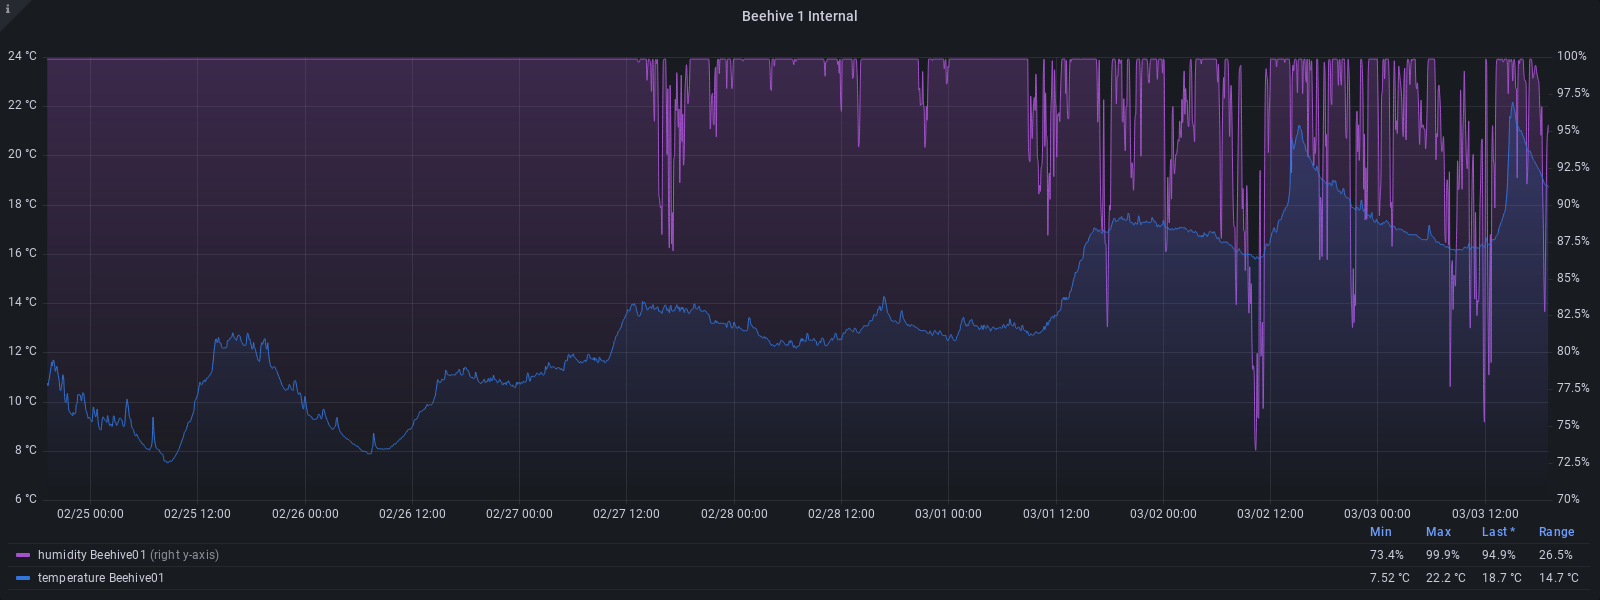 i
Beehive 1 Internal
24 °C
22 °C
20 °C
18 °C
16 °C
14 °C
12 °C
10 °C
8 °C
6 °C
100%
97.5%
95%
92.5%
90%
87.5%
85%
82.5%
80%
77.5%
75%
72.5%
70%
02/25 00:00 02/25 12:00 02/26 00:00 02/26 12:00 02/27 00:00 02/27 12:00 02/28 00:00 02/28 12:00 03/01 00:00 03/01 12:00 03/02 00:00 03/02 12:00 03/03 00:00 03/03 12:00
Min Max Last * Range
humidity Beehive01 (right y-axis) 73.4% 99.9% 94.9% 26.5%
temperature Beehive01 7.52 °C 22.2 °C 18.7 °C 14.7 °C